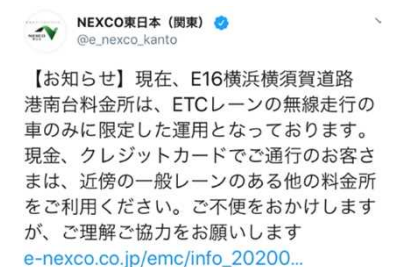 NEXCO東日本（関東）
@e_nexco_kanto
【お知らせ】現在、E16横浜横須賀道路
港南台料金所は、ETCレーンの無線走行の
車のみに限定した運用となっております。
現金、クレジットカードでご通行のお客さ
まは、近傍の一般レーンのある他の料金所
をご利用ください。ご不便をおかけします
が、ご理解ご協力をお願いします
e-nexco.co.jp/emc/info_20200...